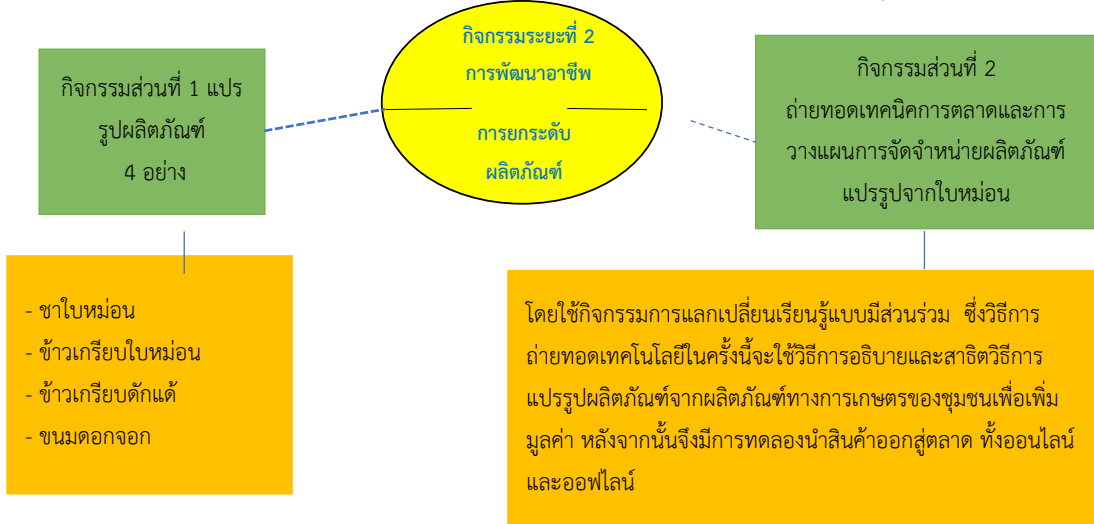 กิจกรรมระยะที่ 2
การพัฒนาอาชีพ
การยกระดับ
ผลิตภัณฑ์
กิจกรรมส่วนที่ 1 แปร
รูปผลิตภัณฑ์
4 อย่าง
กิจกรรมส่วนที่ 2
ถ่ายทอดเทคนิคการตลาดและการ
วางแผนการจัดจำหน่ายผลิตภัณฑ์
แปรรูปจากใบหม่อน
- ชาใบหม่อน
- ข้าวเกรียบใบหม่อน
- ข้าวเกรียบดักแด้
- ขนมดอกจอก
โดยใช้กิจกรรมการแลกเปลี่ยนเรียนรู้แบบมีส่วนร่วม ซึ่งวิธีการ
ถ่ายทอดเทคโนโลยีในครั้งนี้จะใช้วิธีการอธิบายและสาธิตวิธีการ
แปรรูปผลิตภัณฑ์จากผลิตภัณฑ์ทางการเกษตรของชุมชนเพื่อเพิ่ม
มูลค่า หลังจากนั้นจึงมีการทดลองนำสินค้าออกสู่ตลาด ทั้งออนไลน์
และออฟไลน์